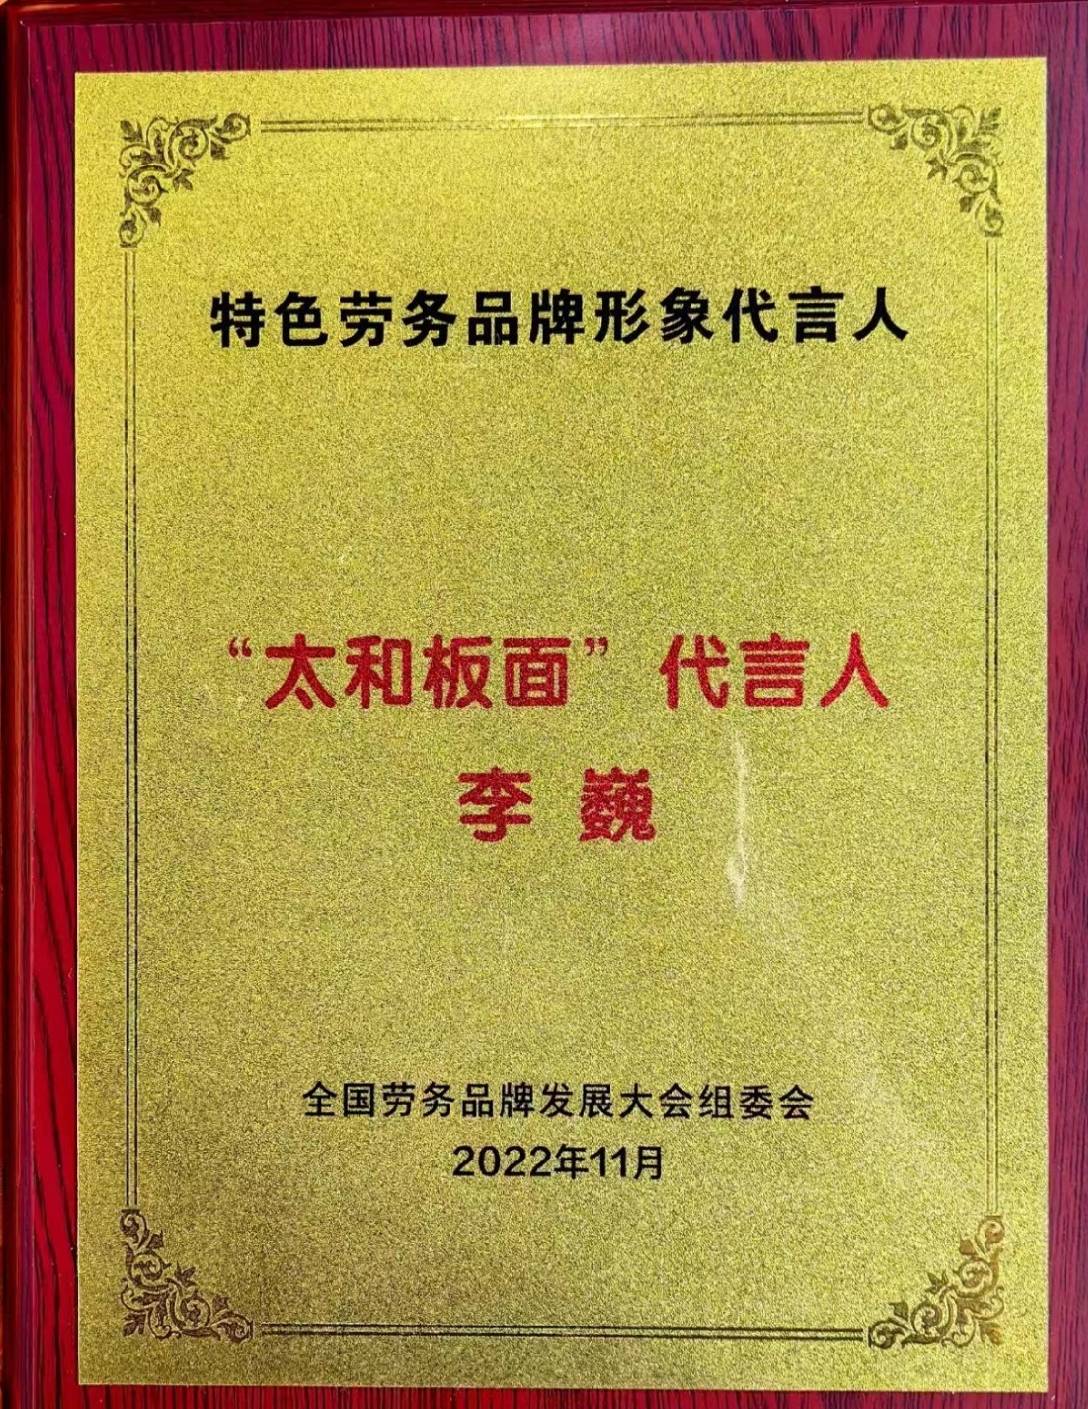 特色劳务品牌形象代言人
“太和板面” 代言人
李 巍
全国劳务品牌发展大会组委会
2022年11月